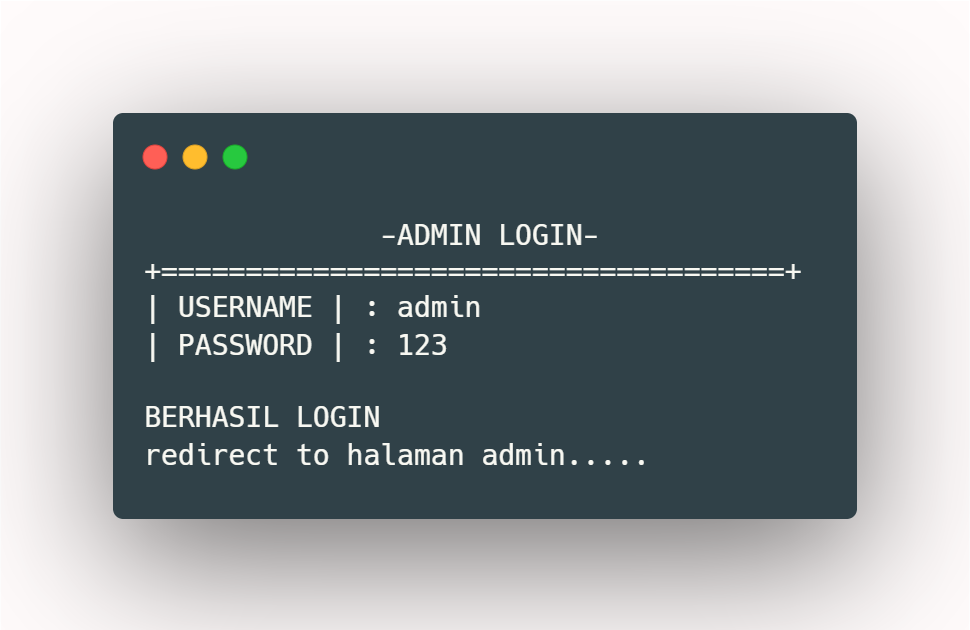 -ADMIN LOGIN-
+=====================================+
| USERNAME | : admin
| PASSWORD | : 123
BERHASIL LOGIN
redirect to halaman admin.....